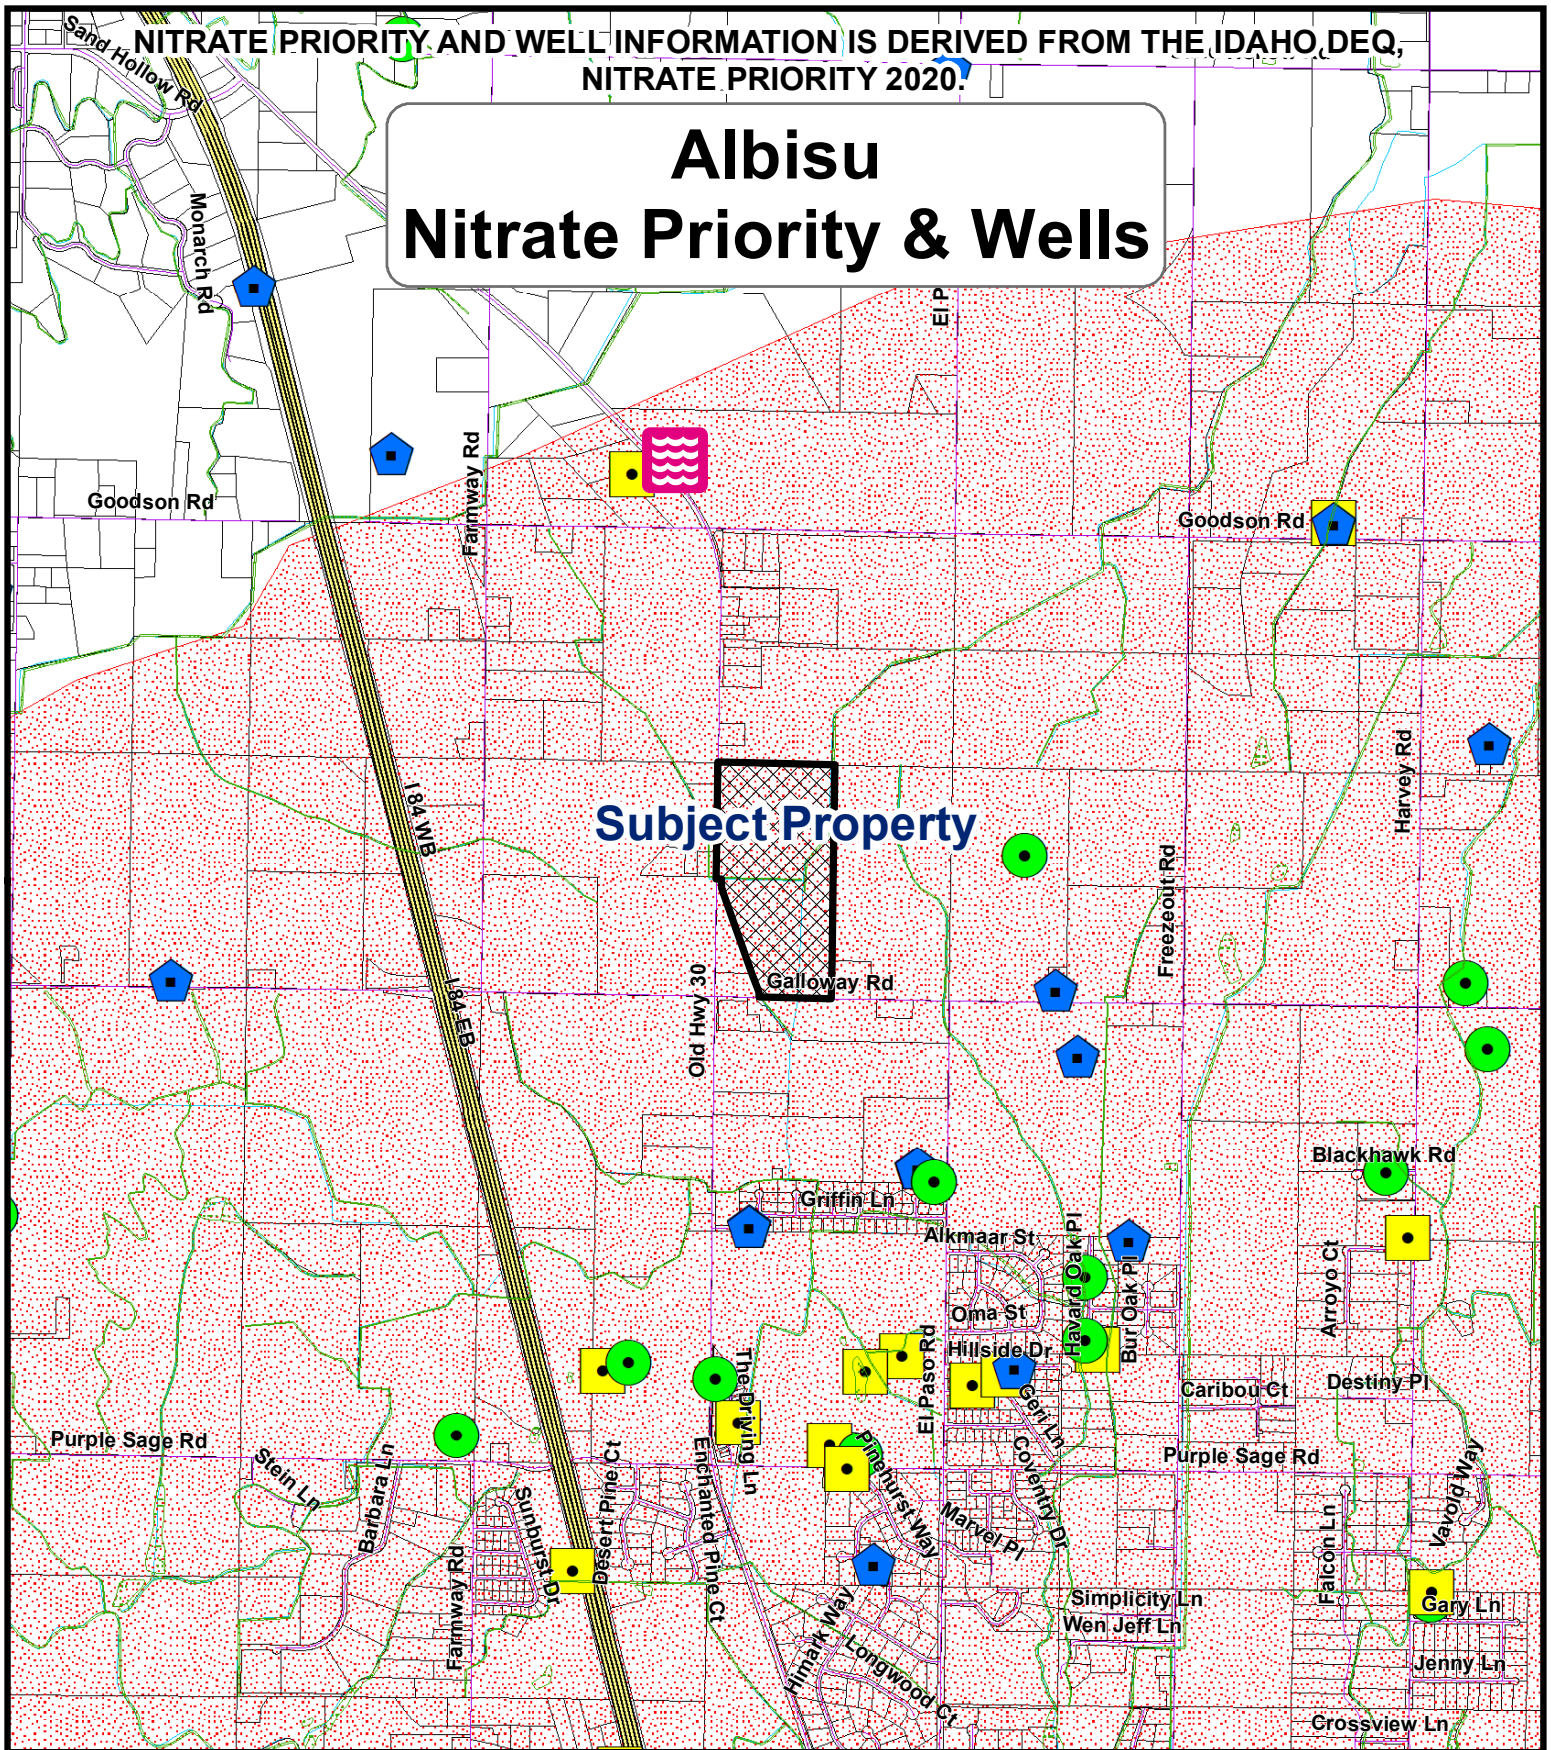 NITRATE PRIORITY AND WELL INFORMATION IS DERIVED FROM THE IDAHO DEQ,
NITRATE PRIORITY 2020.
Albisu
Nitrate Priority & Wells
Sand Hollow Rd
Monarch Rd
El P
Farmway Rd
Goodson Rd
Goodson Rd
Harvey Rd
I 84 WB
Subject Property
Freezeout Rd
Old Hwy 30
Galloway Rd
I 84 EB
Blackhawk Rd
Griffin Ln
Alkmaar St
Havard Oak Pl
Bur Oak Pl
Arroyo Ct
Oma St
Hillside Dr
El Paso Rd
The Driving Ln
Geri Ln
Caribou Ct
Destiny Pl
Purple Sage Rd
Stein Ln
Barbara Ln
Sunburst Dr
Desert Pine Ct
Enchanted Pine Ct
Pinehurst Way
Marvel Pl
Coventry Dr
Purple Sage Rd
Vavold Way
Falcon Ln
Farmway Rd
Himark Way
Longwood Ct
Simplicity Ln
Wen Jeff Ln
Gary Ln
Jenny Ln
Crossview Ln